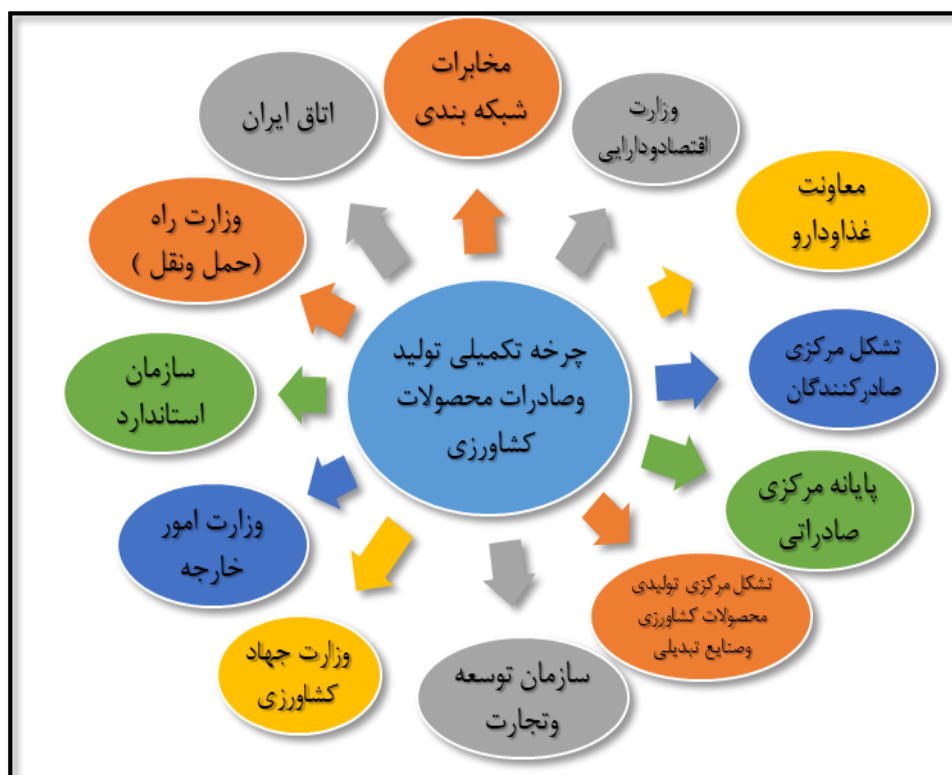 مخابرات
شبکه بندی
وزارت
اقتصادودارایی
معاونت
غذاودارو
تشکل مرکزی
صادرکنندگان
پایانه مرکزی
صادراتی
تشکل مرکزی تولیدی
محصولات کشاورزی
وصنایع تبدیلی
سازمان توسعه
وتجارت
وزارت جهاد
کشاورزی
وزارت امور
خارجه
سازمان
استاندارد
وزارت راه
(حمل ونقل )
اتاق ایران
چرخه تکمیلی تولید
وصادرات محصولات
کشاورزی